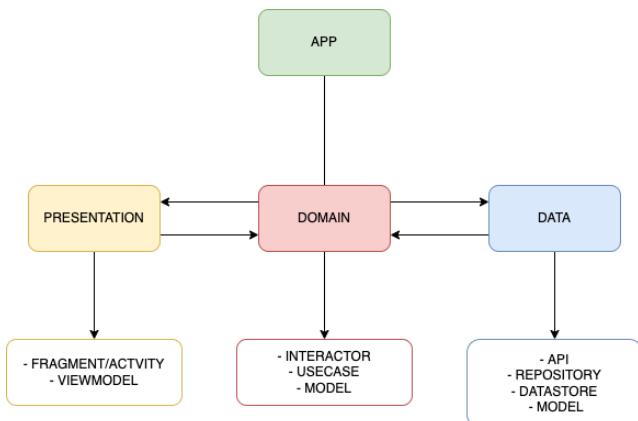 APP
PRESENTATION
DOMAIN
DATA
- FRAGMENT/ACTVITY
- VIEWMODEL
- INTERACTOR
- USECASE
- MODEL
- API
- REPOSITORY
- DATASTORE
- MODEL